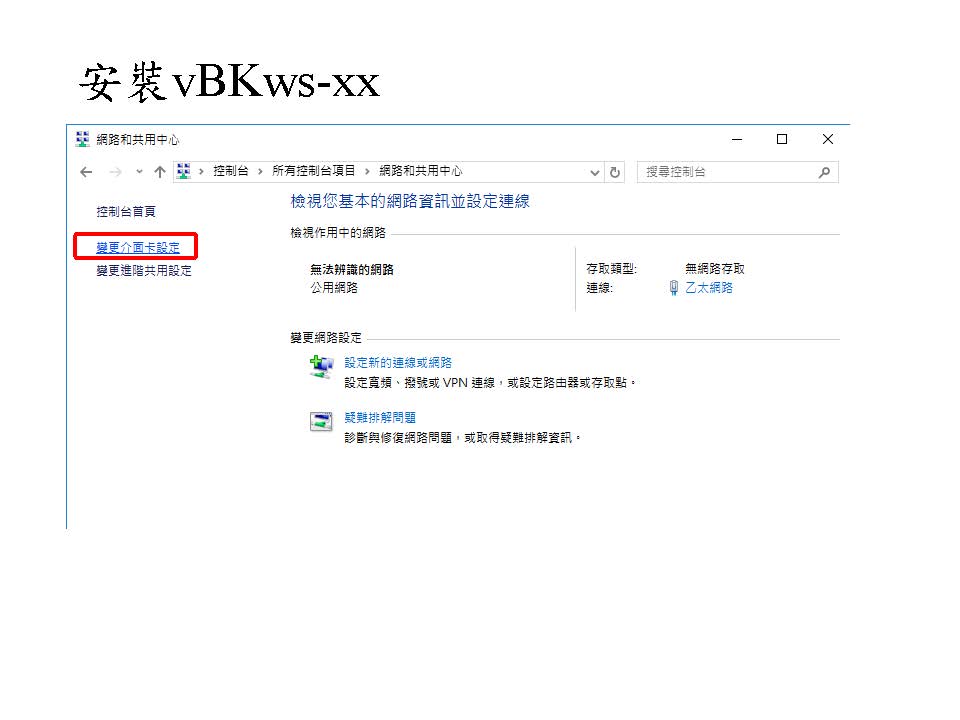 安裝vBKws-xx
網路和共用中心
控制台 > 所有控制台項目 > 網路和共用中心
搜尋控制台
控制台首頁
變更介面卡設定
變更進階共用設定
檢視您基本的網路資訊並設定連線
檢視作用中的網路
無法辨識的網路
公用網路
存取類型: 無網路存取
連線: 乙太網路
變更網路設定
設定新的連線或網路
設定寬頻、撥號或 VPN 連線，或設定路由器或存取點。
疑難排解問題
診斷與修復網路問題，或取得疑難排解資訊。